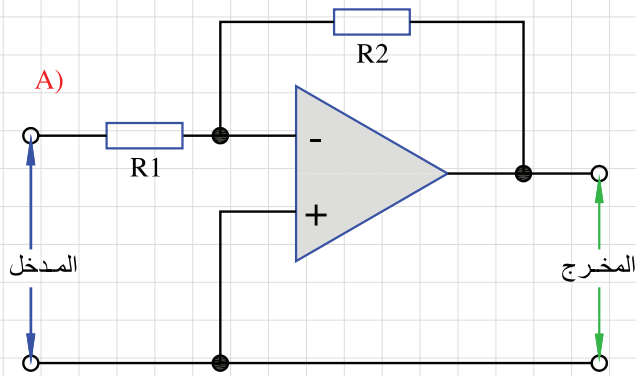 R2
A)
-
R1
+
المدخل
المخرج